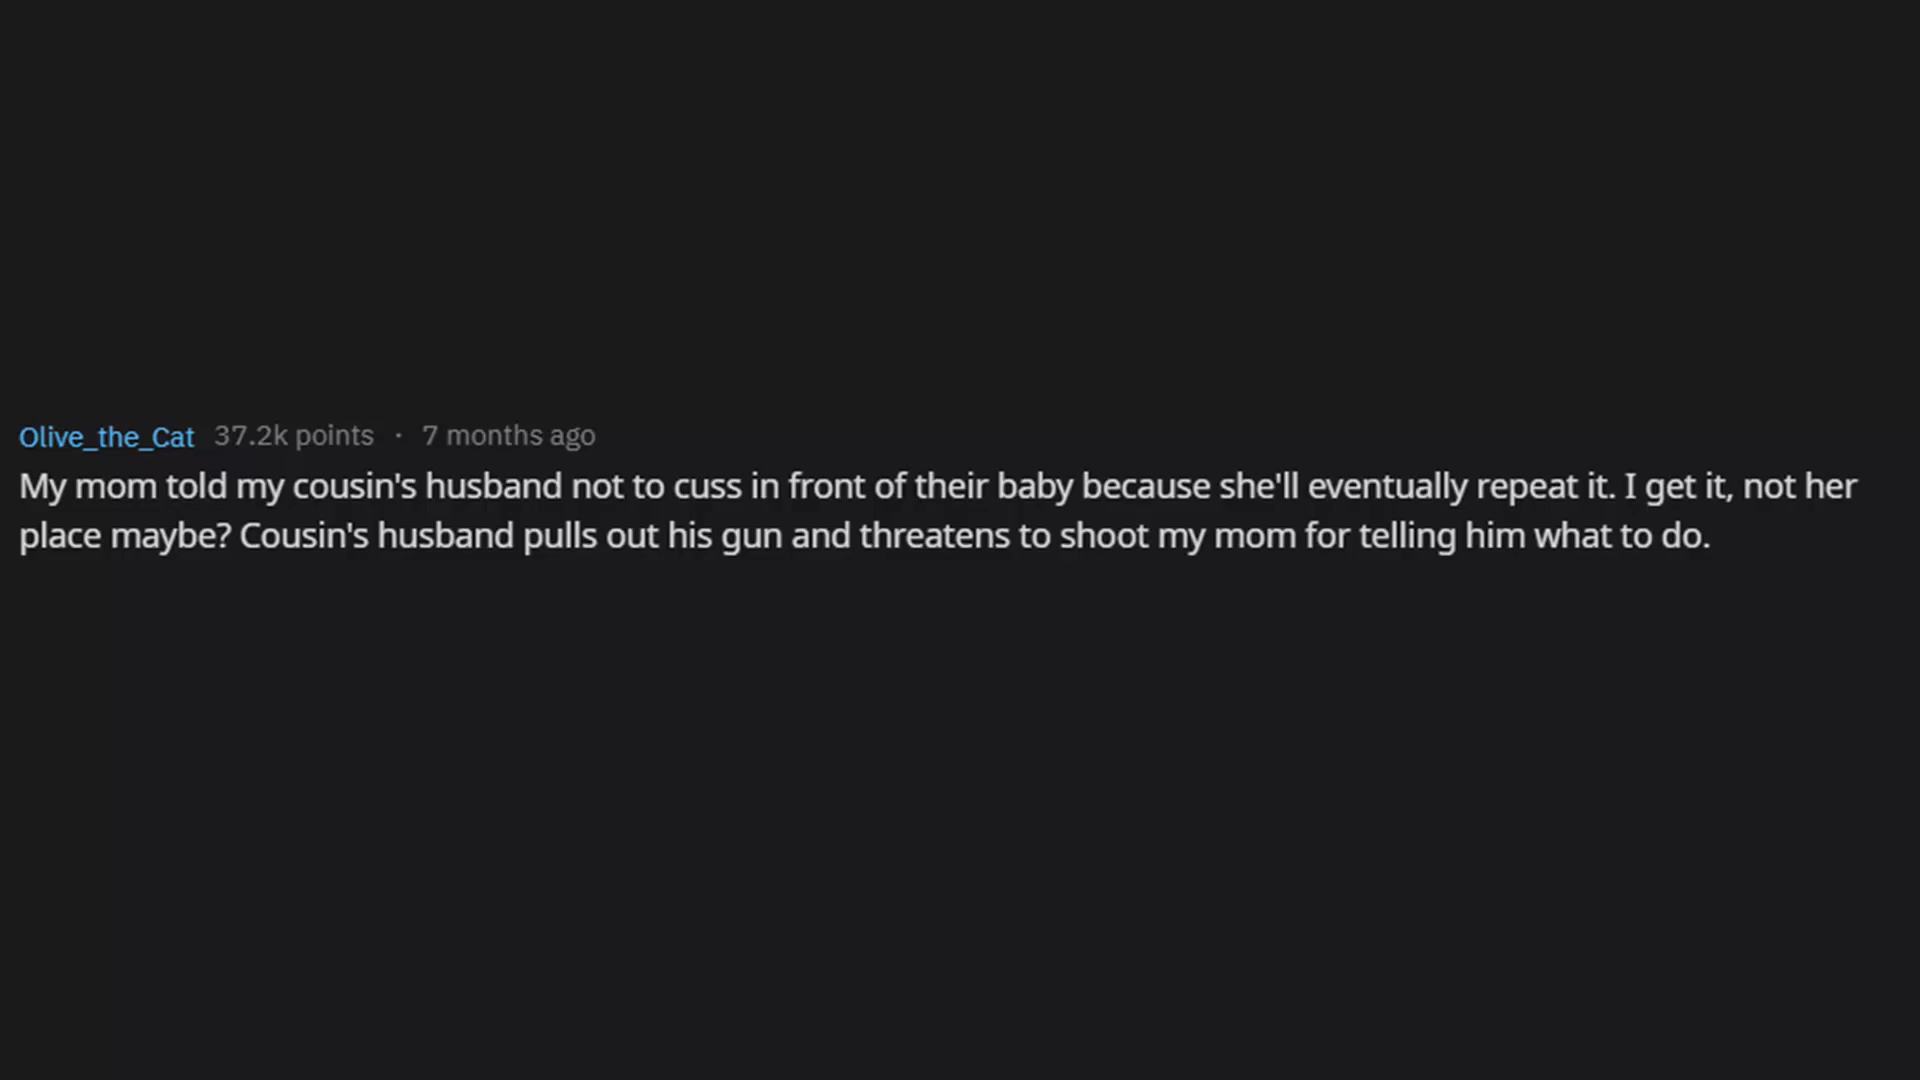 Olive_the_Cat 37.2k points · 7 months ago
My mom told my cousin's husband not to cuss in front of their baby because she'll eventually repeat it. I get it, not her
place maybe? Cousin's husband pulls out his gun and threatens to shoot my mom for telling him what to do.